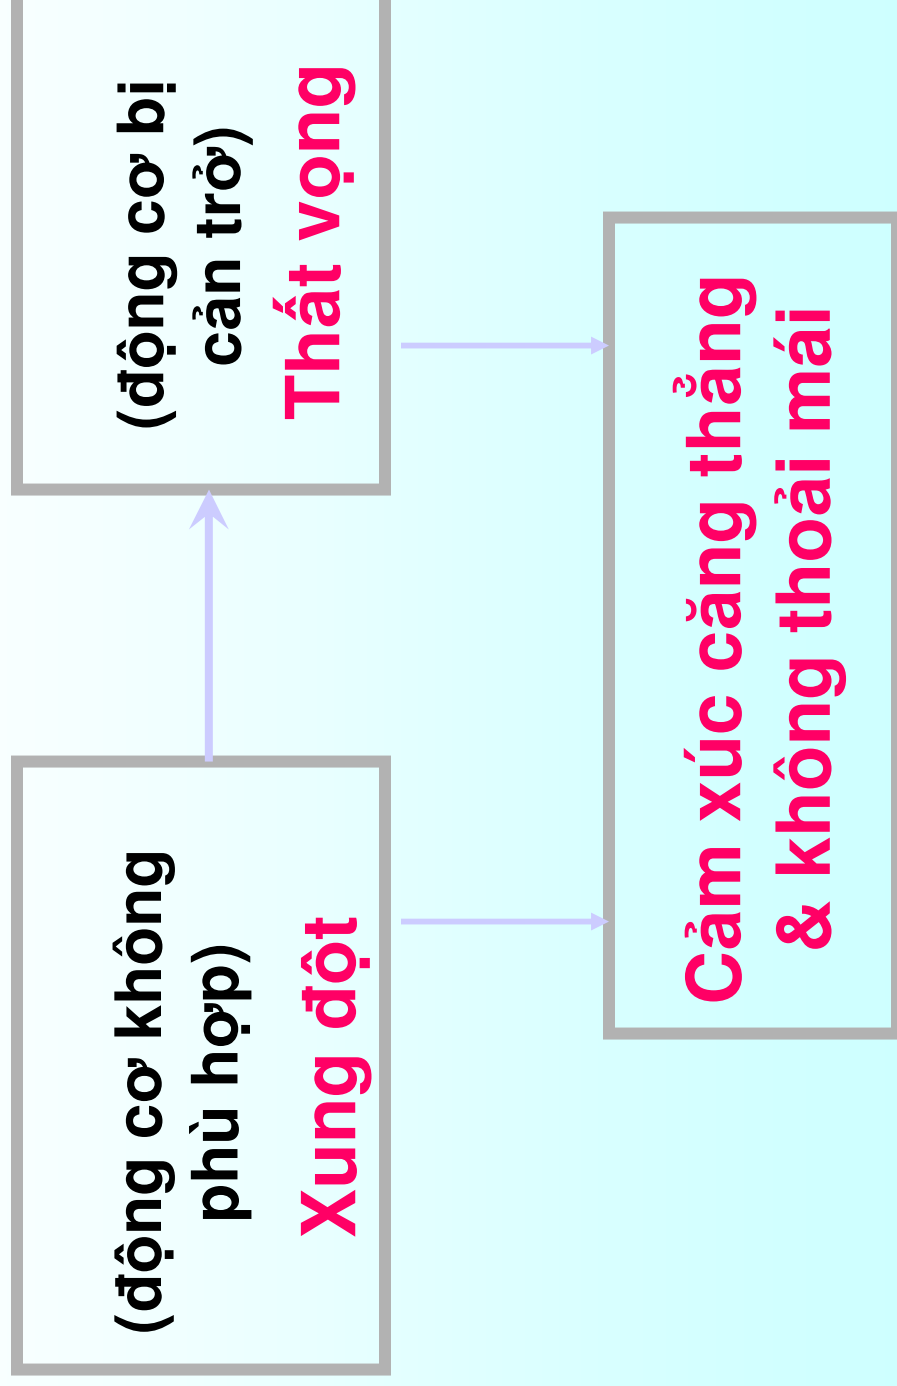 (động cơ không
phù hợp)
Xung đột
(động cơ bị
cản trở)
Thất vọng
Cảm xúc căng thẳng
& không thoải mái